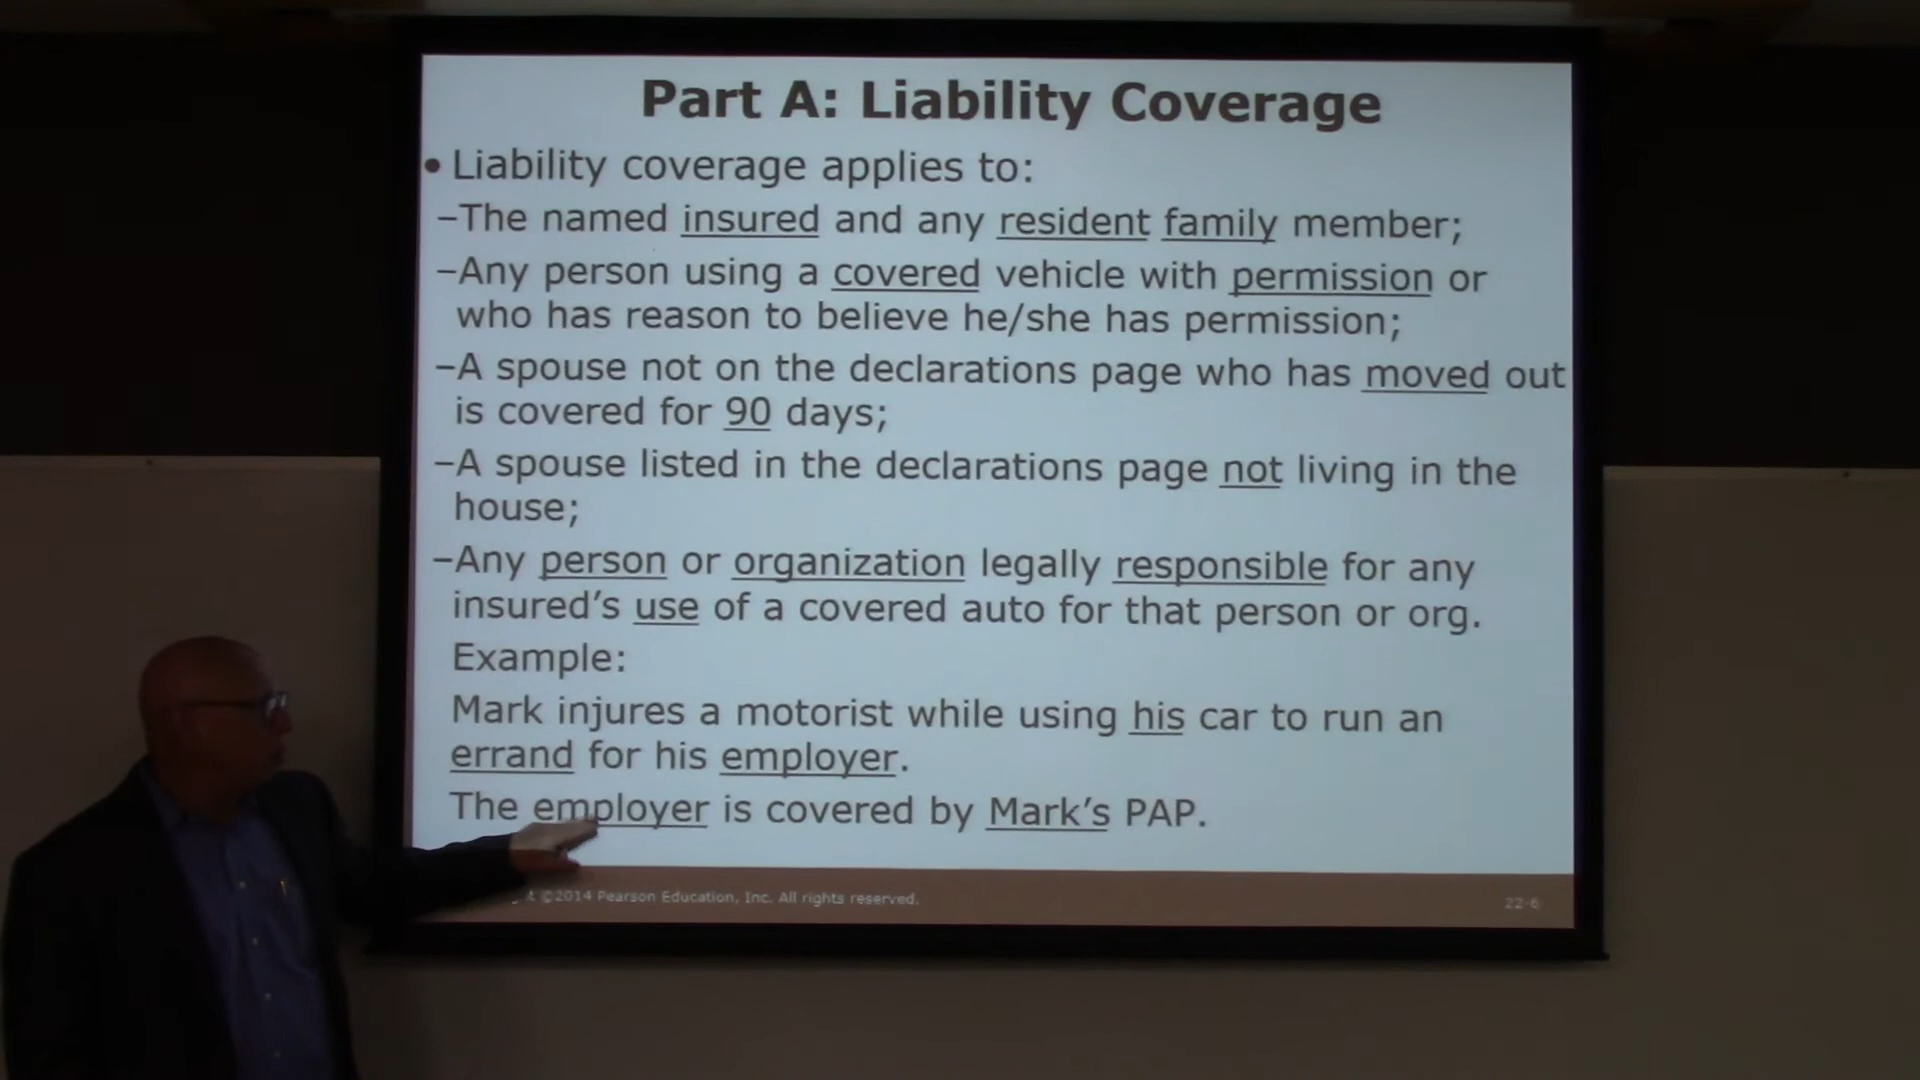 Part A: Liability Coverage
• Liability coverage applies to:
–The named insured and any resident family member;
–Any person using a covered vehicle with permission or
who has reason to believe he/she has permission;
–A spouse not on the declarations page who has moved out
is covered for 90 days;
–A spouse listed in the declarations page not living in the
house;
–Any person or organization legally responsible for any
insured’s use of a covered auto for that person or org.
Example:
Mark injures a motorist while using his car to run an
errand for his employer.
The employer is covered by Mark’s PAP.
©2014 Pearson Education, Inc. All rights reserved.
22-6